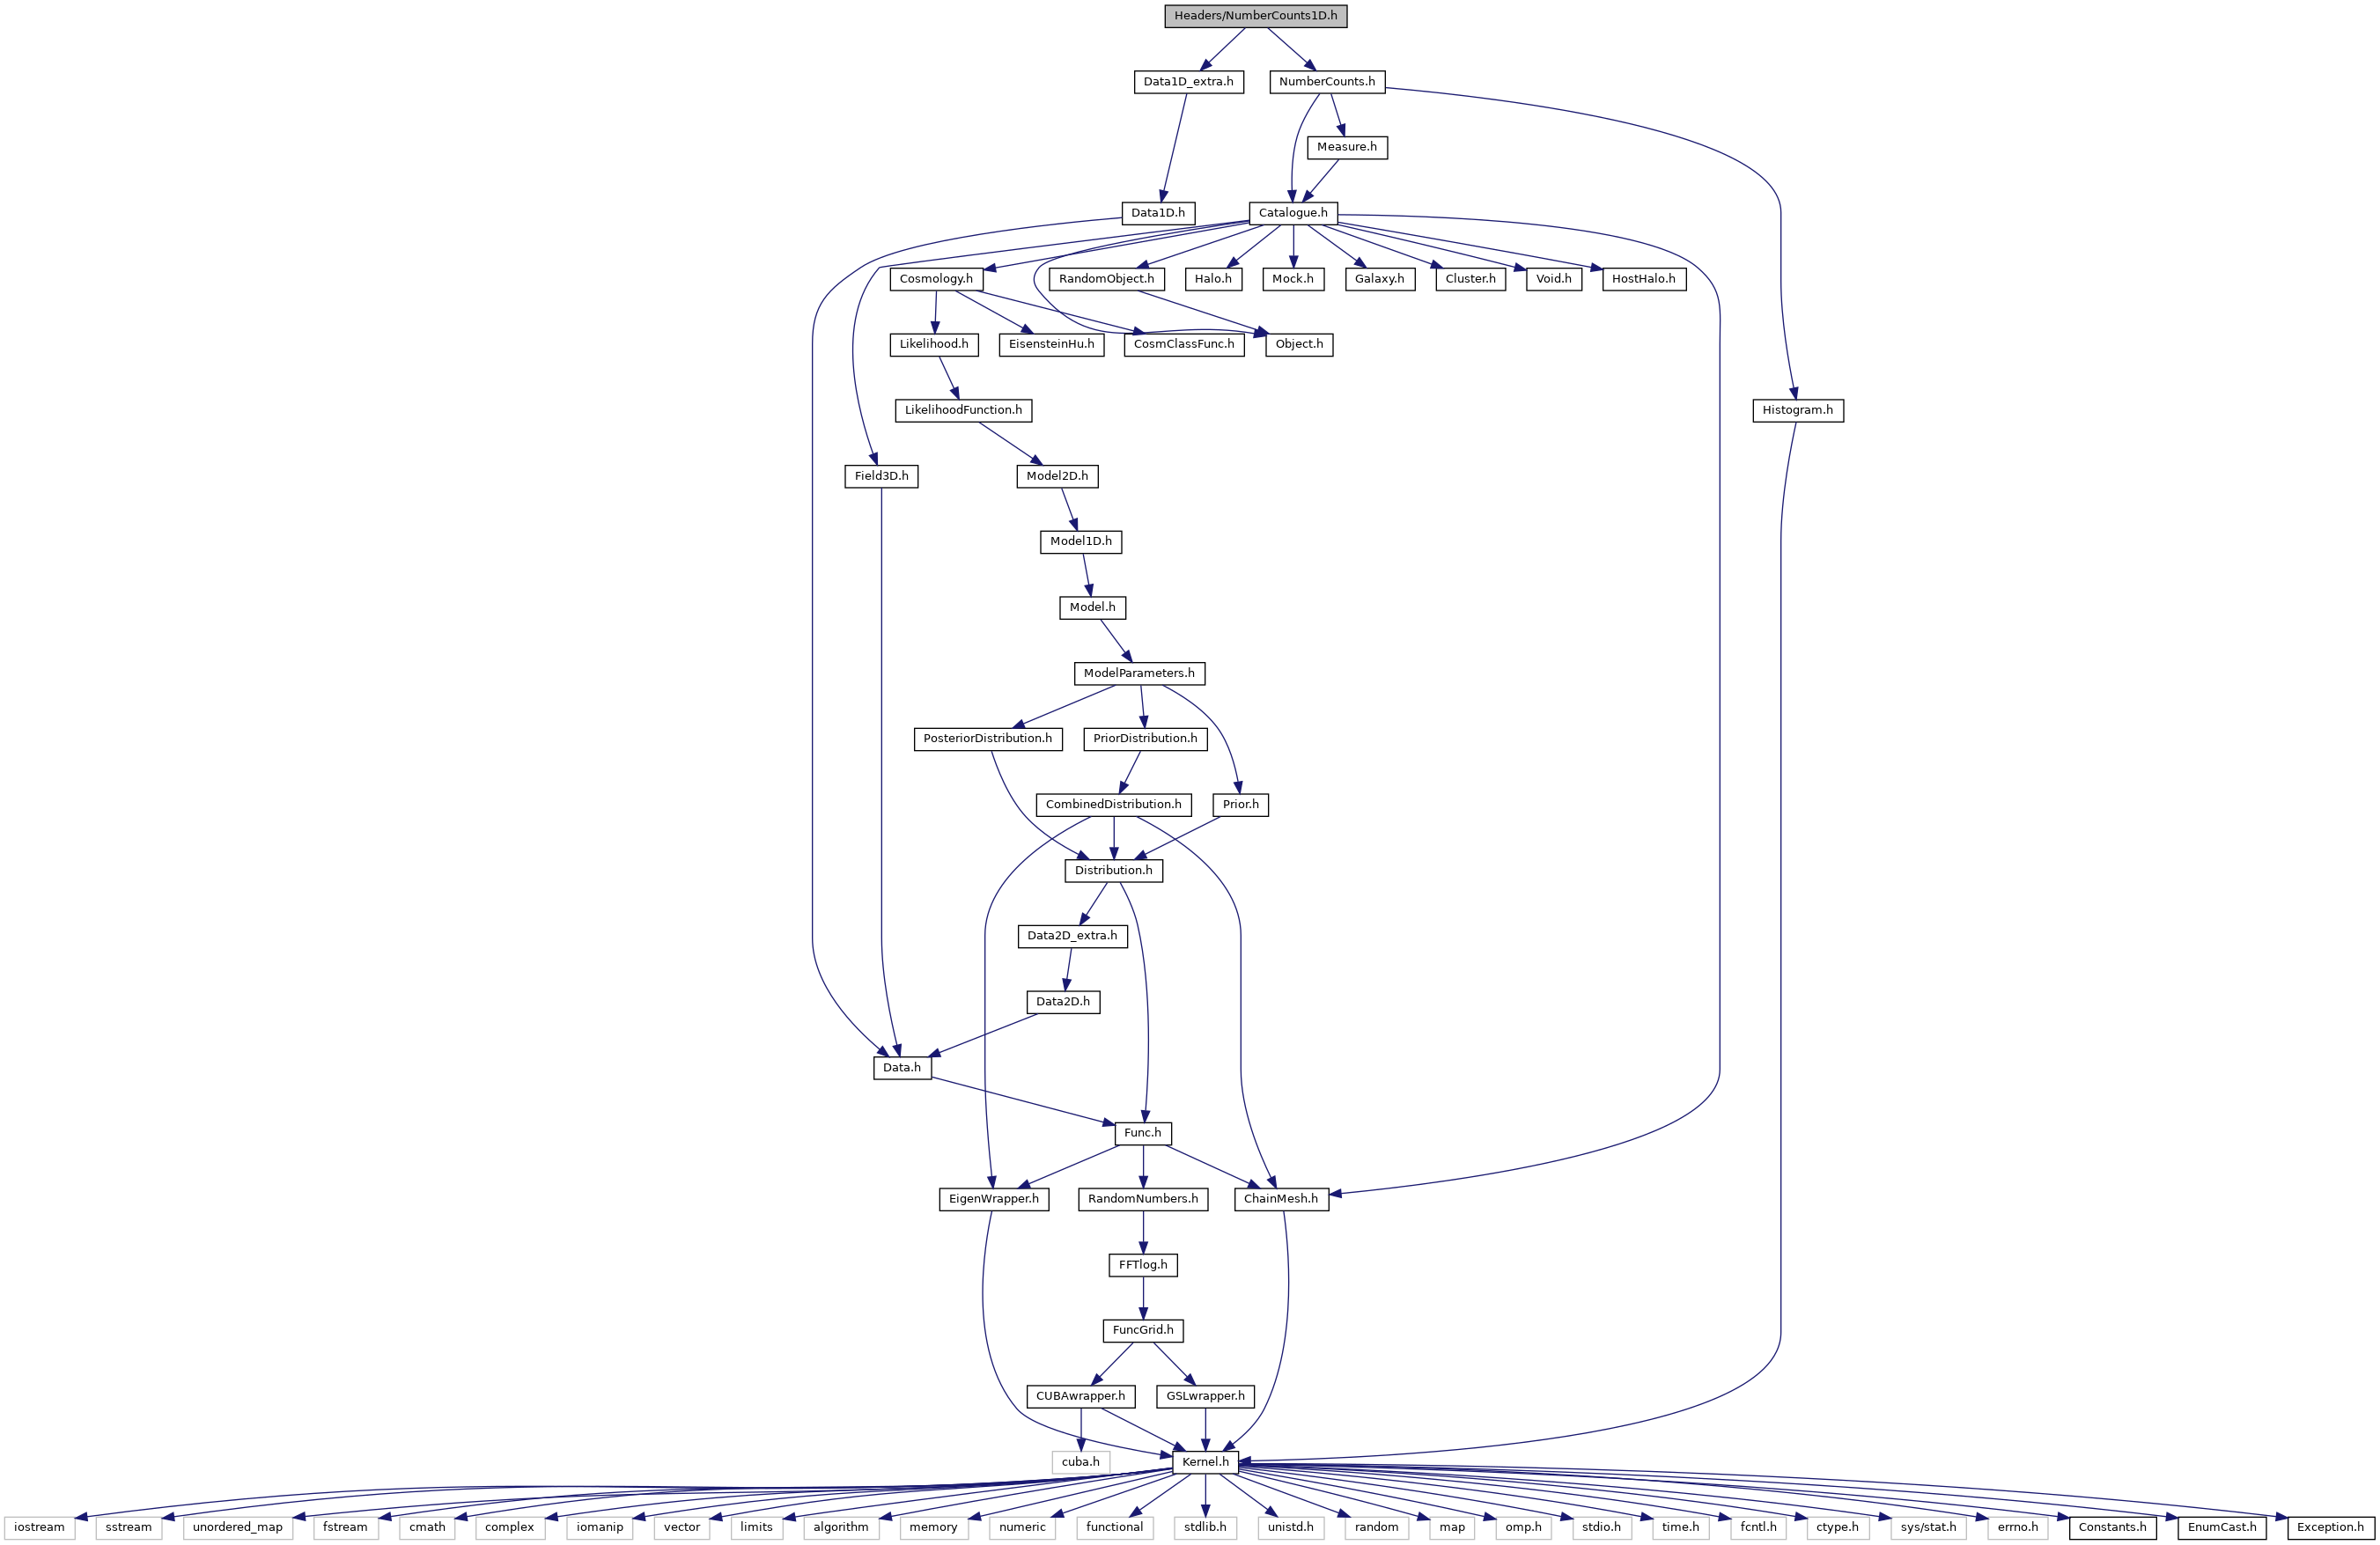 Headers/NumberCounts1D.h
Data1D_extra.h
NumberCounts.h
Measure.h
Data1D.h
Catalogue.h
Cosmology.h
RandomObject.h
Halo.h
Mock.h
Galaxy.h
Cluster.h
Void.h
HostHalo.h
Likelihood.h
EisensteinHu.h
CosmClassFunc.h
Object.h
LikelihoodFunction.h
Histogram.h
Field3D.h
Model2D.h
Model1D.h
Model.h
ModelParameters.h
PosteriorDistribution.h
PriorDistribution.h
CombinedDistribution.h
Prior.h
Distribution.h
Data2D_extra.h
Data2D.h
Data.h
Func.h
EigenWrapper.h
RandomNumbers.h
ChainMesh.h
FFTlog.h
FuncGrid.h
CUBAwrapper.h
GSLwrapper.h
cuba.h
Kernel.h
iostream
sstream
unordered_map
fstream
cmath
complex
iomanip
vector
limits
algorithm
memory
numeric
functional
stdlib.h
unistd.h
random
map
omp.h
stdio.h
time.h
fcntl.h
ctype.h
sys/stat.h
errno.h
Constants.h
EnumCast.h
Exception.h